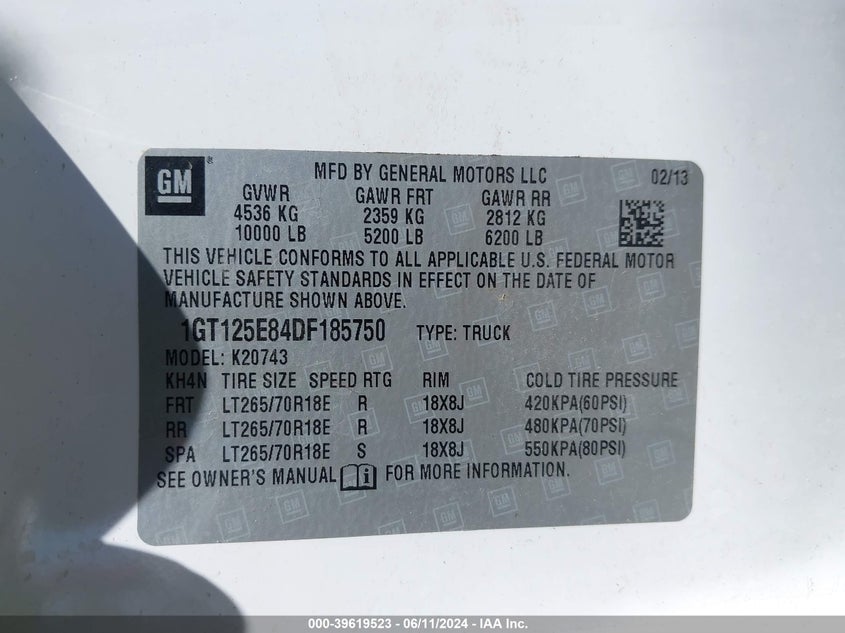 GM ®
MFD BY GENERAL MOTORS LLC 02/13
GVWR GAWR FRT GAWR RR
4536 KG 2359 KG 2812 KG
10000 LB 5200 LB 6200 LB
THIS VEHICLE CONFORMS TO ALL APPLICABLE U.S. FEDERAL MOTOR
VEHICLE SAFETY STANDARDS IN EFFECT ON THE DATE OF
MANUFACTURE SHOWN ABOVE.
1GT125E84DF185750 TYPE: TRUCK
MODEL: K20743
KH4N TIRE SIZE SPEED RTG RIM COLD TIRE PRESSURE
FRT LT265/70R18E R 18X8J 420KPA(60PSI)
RR LT265/70R18E R 18X8J 480KPA(70PSI)
SPA LT265/70R18E S 18X8J 550KPA(80PSI)
SEE OWNER'S MANUAL i FOR MORE INFORMATION.
000-39619523 - 06/11/2024 - IAA Inc.